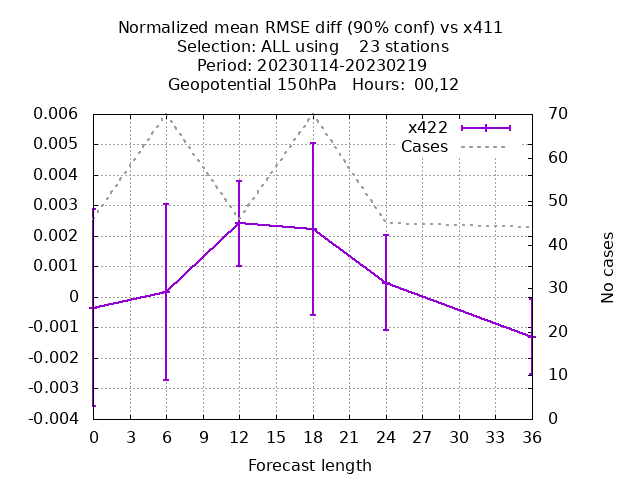 Normalized mean RMSE diff (90% conf) vs x411
Selection: ALL using    23 stations
Period: 20230114-20230219
Geopotential 150hPa   Hours:  00,12
0.006
0.005
0.004
0.003
0.002
0.001
0
-0.001
-0.002
-0.003
-0.004
x422
Cases
70
60
50
40
30
20
10
0
No cases
0 3 6 9 12 15 18 21 24 27 30 33 36
Forecast length